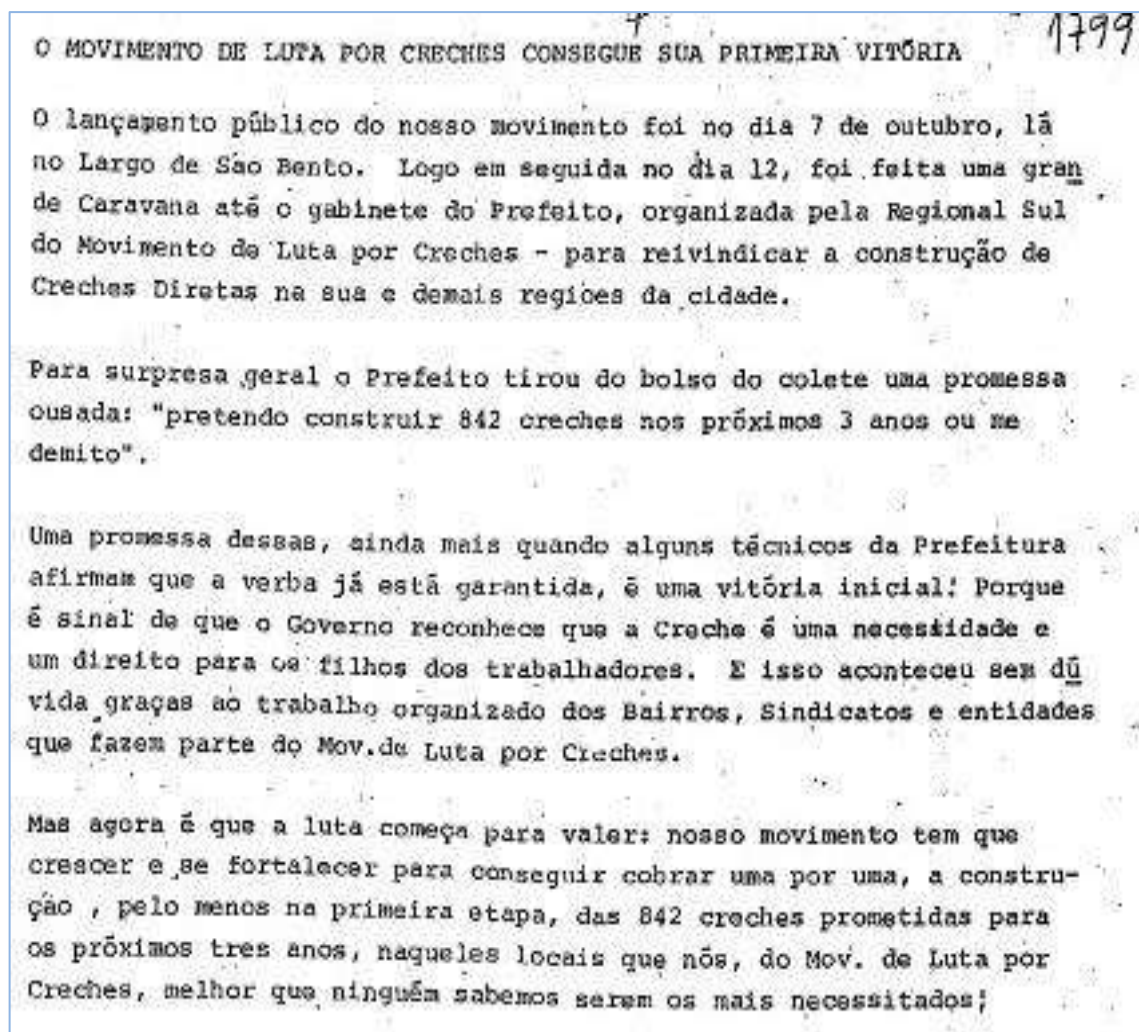 1799
O MOVIMENTO DE LUTA POR CRECHES CONSEGUE SUA PRIMEIRA VITÓRIA
O lançamento público do nosso movimento foi no dia 7 de outubro, lá
no Largo de São Bento. Logo em seguida no dia 12, foi feita uma gran
de Caravana até o gabinete do Prefeito, organizada pela Regional Sul
do Movimento de Luta por Creches - para reivindicar a construção de
Creches Diretas na sua e demais regiões da cidade.
Para surpresa geral o Prefeito tirou do bolso do colete uma promessa
ousada: "pretendo construir 842 creches nos próximos 3 anos ou me
demito".
Uma promessa dessas, ainda mais quando alguns técnicos da Prefeitura
afirmam que a verba já está garantida, é uma vitória inicial! Porque
é sinal de que o Governo reconhece que a Creche é uma necessidade e
um direito para os filhos dos trabalhadores. E isso aconteceu sem dú
vida graças ao trabalho organizado dos Bairros, Sindicatos e entidades
que fazem parte do Mov.de Luta por Creches.
Mas agora é que a luta começa para valer: nosso movimento tem que
crescer e se fortalecer para conseguir cobrar uma por uma, a constru-
ção , pelo menos na primeira etapa, das 842 creches prometidas para
os próximos tres anos, naqueles locais que nós, do Mov. de Luta por
Creches, melhor que ninguém sabemos serem os mais necessitados;